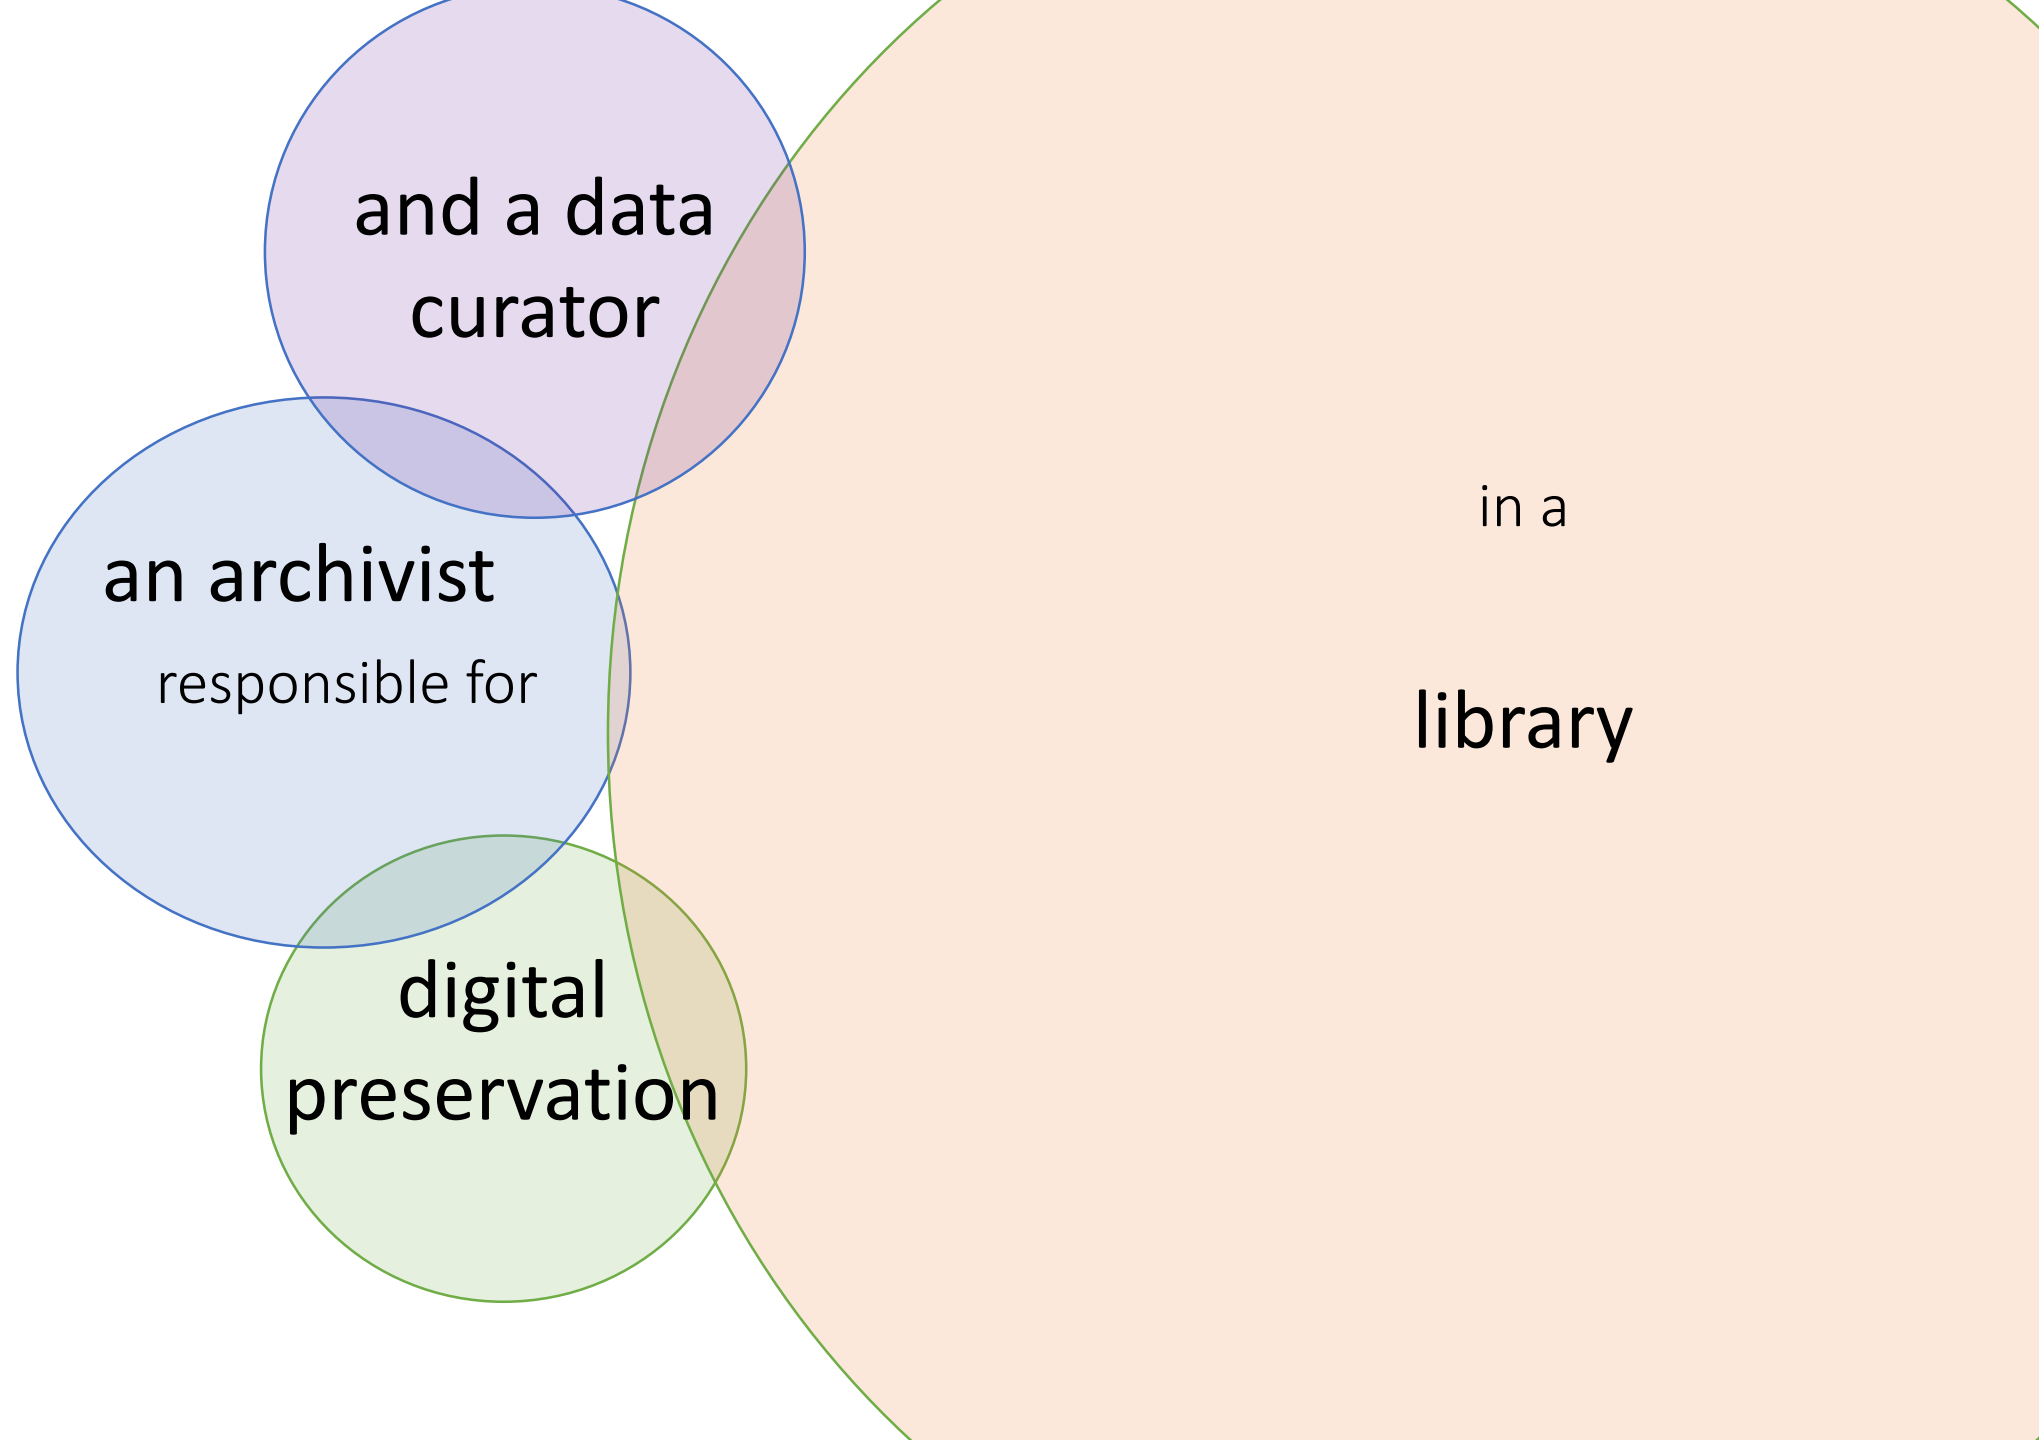 and a data
curator
an archivist
responsible for
digital
preservation
in a
library